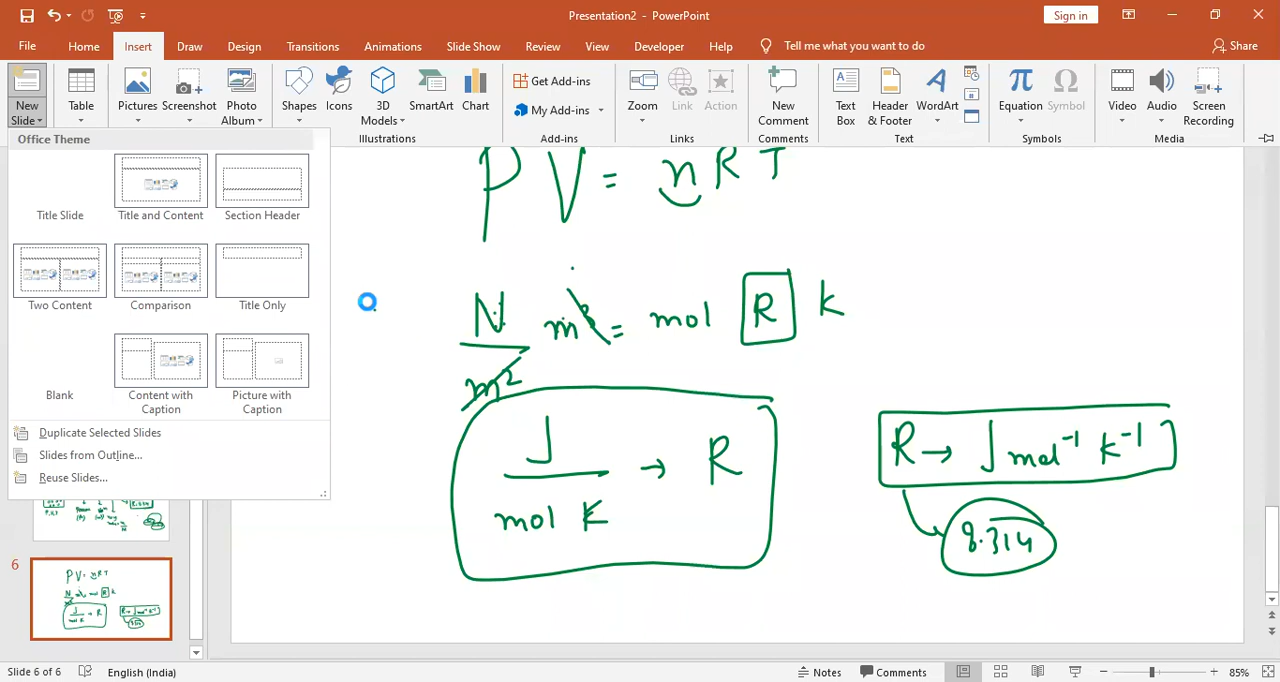 Presentation2 - PowerPoint
Sign in
File Home Insert Draw Design Transitions Animations Slide Show Review View Developer Help Tell me what you want to do Share
New Slide
Table
Pictures
Screenshot
Photo Album
Shapes
Icons
3D Models
SmartArt
Chart
Get Add-ins
My Add-ins
Zoom
Link
Action
New Comment
Text Box
Header & Footer
WordArt
Equation
Symbol
Video
Audio
Screen Recording
Illustrations
Add-ins
Links
Comments
Text
Symbols
Media
Office Theme
Title Slide
Title and Content
Section Header
Two Content
Comparison
Title Only
Blank
Content with Caption
Picture with Caption
Duplicate Selected Slides
Slides from Outline...
Reuse Slides...
PV = nRT
N/m² m³ = mol R K
J/mol K → R
R → J mol⁻¹ K⁻¹
8.314
6
Slide 6 of 6
English (India)
Notes
Comments
85%